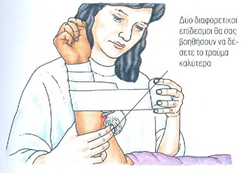 Δύο διαφορετικοί
επίδεσμοι θα σας
βοηθήσουν να δέ-
σετε το τραύμα
καλύτερα